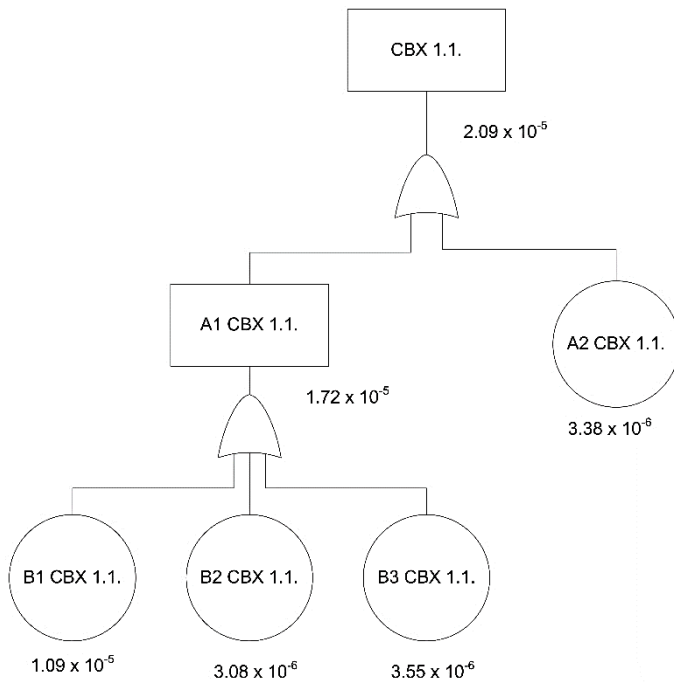 CBX 1.1.
2.09 x 10⁻⁵
A1 CBX 1.1.
A2 CBX 1.1.
1.72 x 10⁻⁵
3.38 x 10⁻⁶
B1 CBX 1.1.
B2 CBX 1.1.
B3 CBX 1.1.
1.09 x 10⁻⁵
3.08 x 10⁻⁶
3.55 x 10⁻⁶